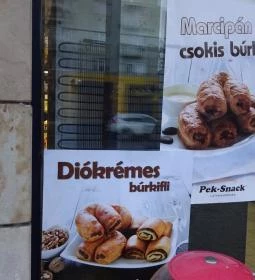 Marcipán
csokis búrk
Pek-Snack
Diókrémes
búrkifli